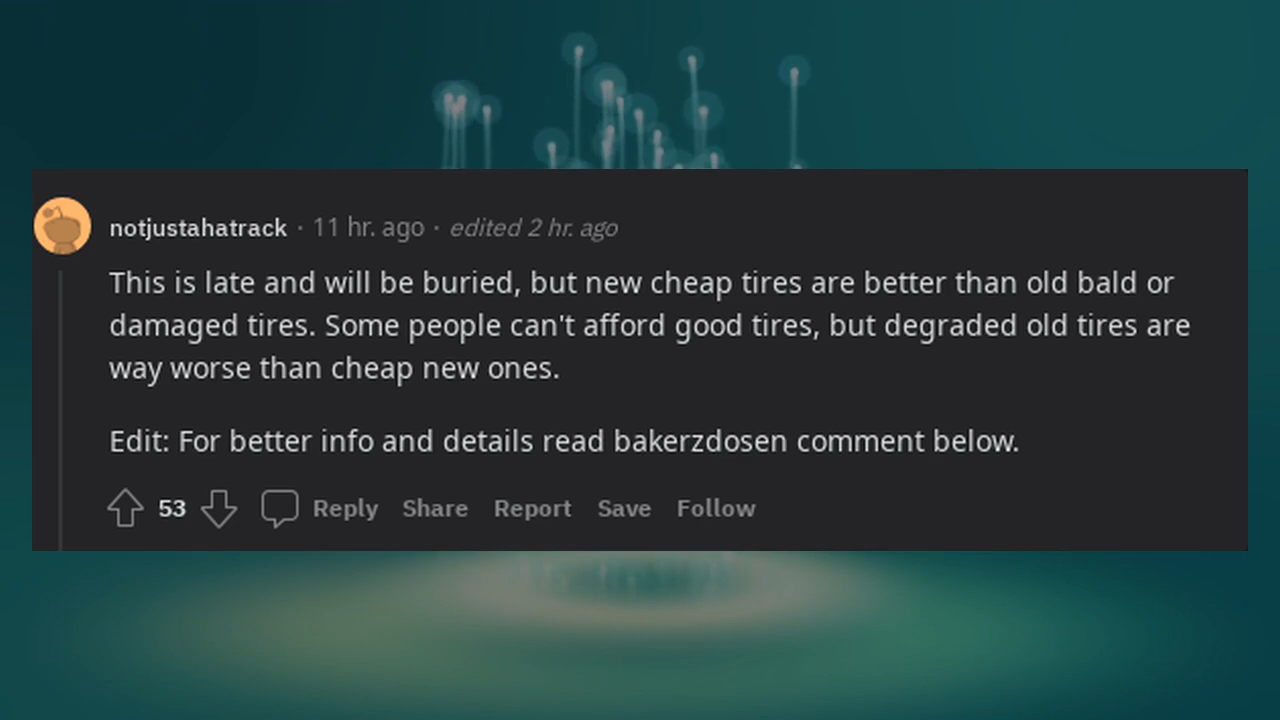 notjustahatrack · 11 hr. ago · edited 2 hr. ago
This is late and will be buried, but new cheap tires are better than old bald or
damaged tires. Some people can't afford good tires, but degraded old tires are
way worse than cheap new ones.
Edit: For better info and details read bakerzdosen comment below.
53 Reply Share Report Save Follow